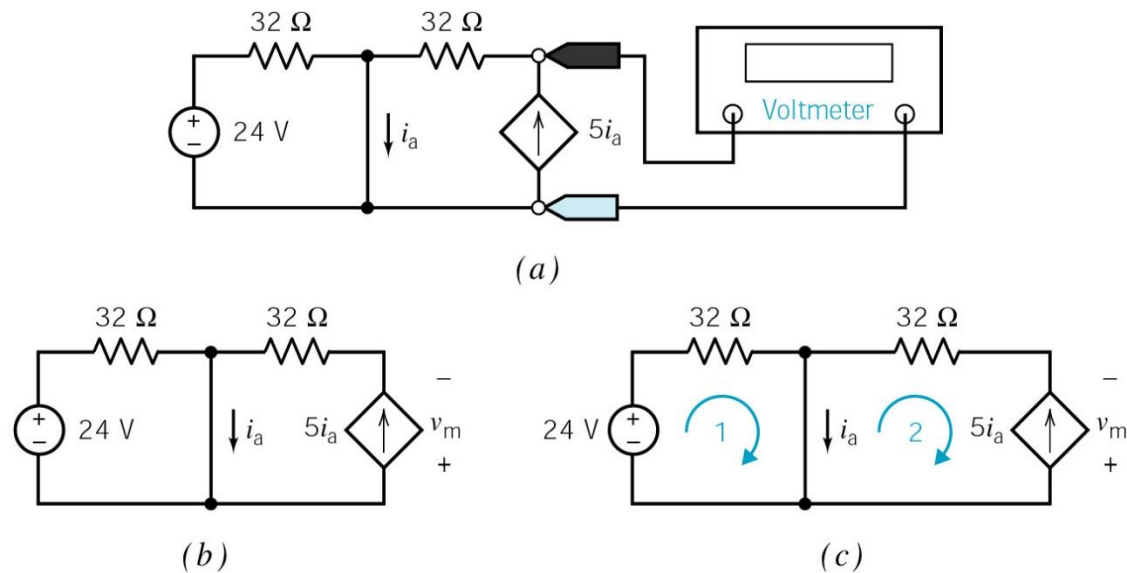 32 Ω 32 Ω
+
−
24 V
i_a
5i_a
Voltmeter
(a)
32 Ω 32 Ω
+
−
24 V
i_a
5i_a
−
v_m
+
(b)
32 Ω 32 Ω
24 V
+
−
1
i_a
2
5i_a
−
v_m
+
(c)